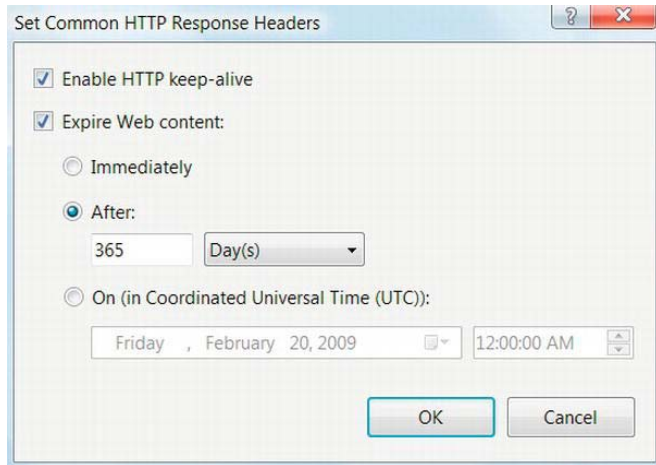 Set Common HTTP Response Headers
?
Enable HTTP keep-alive
Expire Web content:
Immediately
After:
365 Day(s)
On (in Coordinated Universal Time (UTC)):
Friday , February 20, 2009 12:00:00 AM
OK Cancel